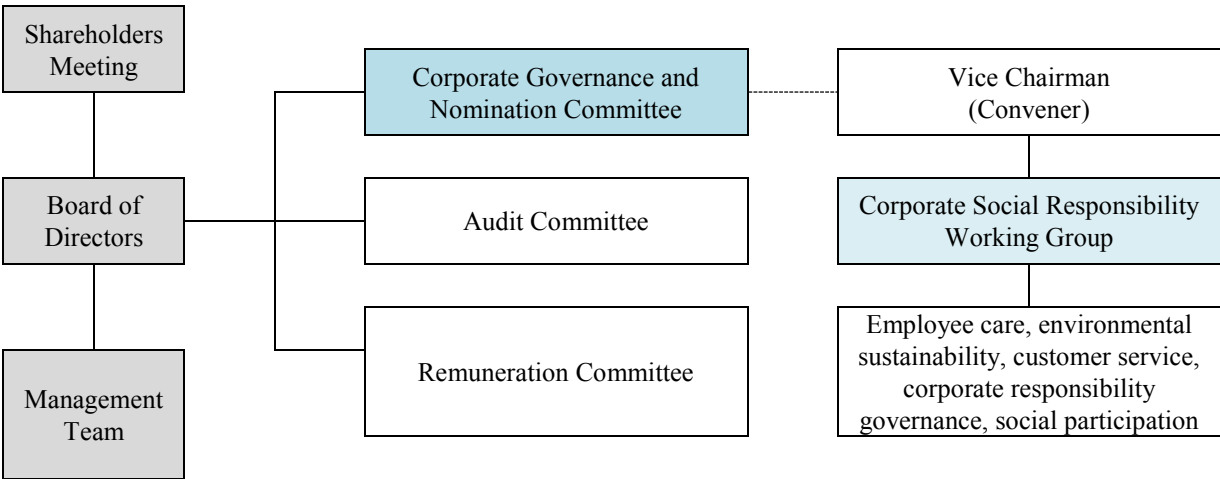 Shareholders
Meeting
Corporate Governance and
Nomination Committee
Vice Chairman
(Convener)
Board of
Directors
Audit Committee
Corporate Social Responsibility
Working Group
Management
Team
Remuneration Committee
Employee care, environmental
sustainability, customer service,
corporate responsibility
governance, social participation